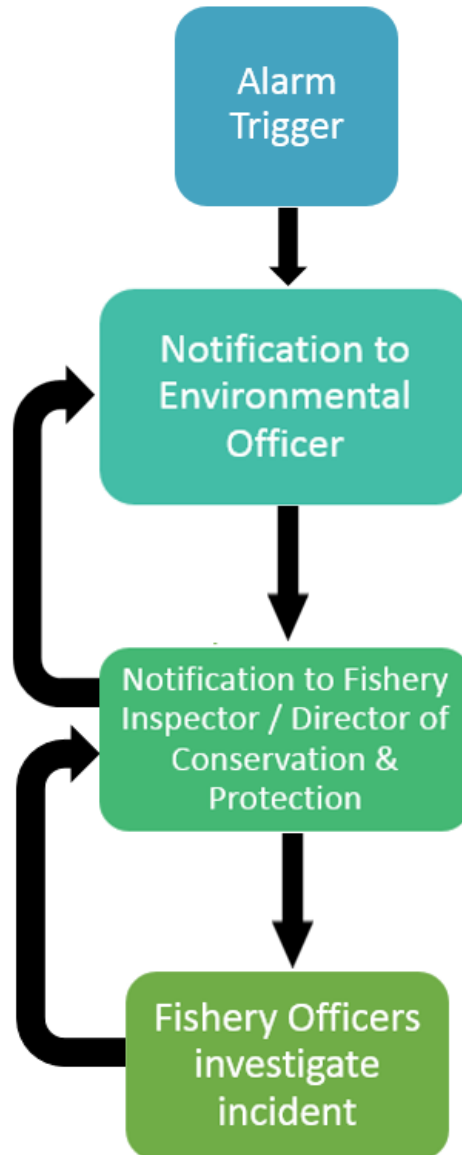 Alarm
Trigger
Notification to
Environmental
Officer
Notification to Fishery
Inspector / Director of
Conservation &
Protection
Fishery Officers
investigate
incident